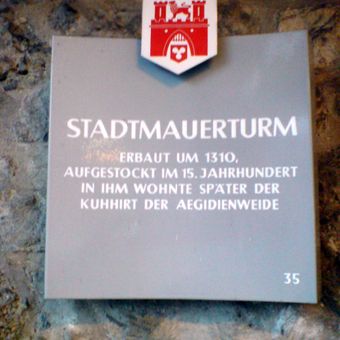 STADTMAUERTURM
ERBAUT UM 1310,
AUFGESTOCKT IM 15. JAHRHUNDERT
IN IHM WOHNTE SPÄTER DER
KUHHIRT DER AEGIDIENWEIDE
35